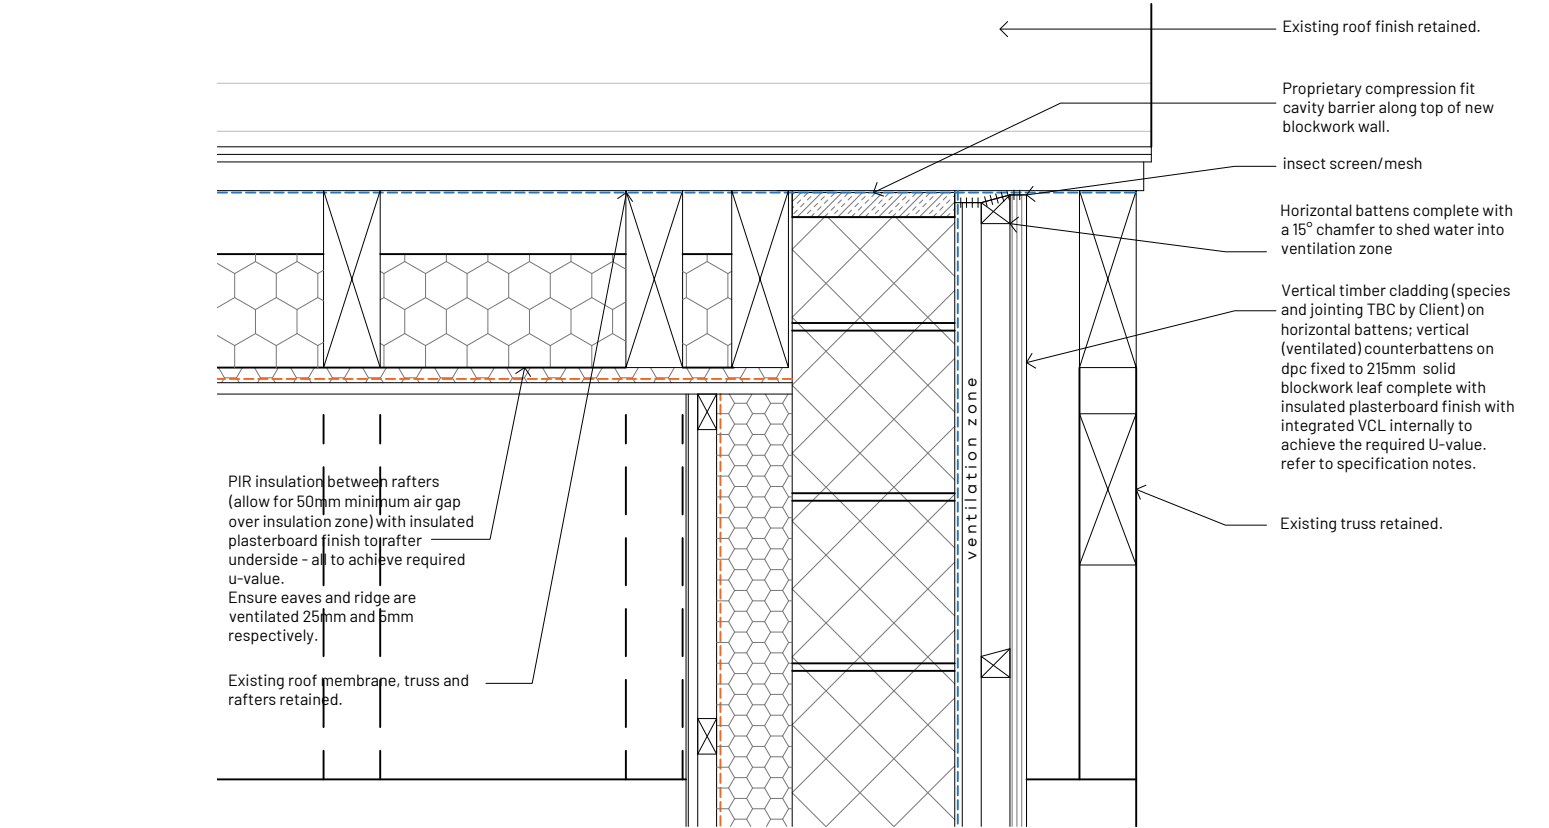 Existing roof finish retained.
Proprietary compression fit
cavity barrier along top of new
blockwork wall.
insect screen/mesh
Horizontal battens complete with
a 15° chamfer to shed water into
ventilation zone
Vertical timber cladding (species
and jointing TBC by Client) on
horizontal battens; vertical
(ventilated) counterbattens on
dpc fixed to 215mm solid
blockwork leaf complete with
insulated plasterboard finish with
integrated VCL internally to
achieve the required U-value.
refer to specification notes.
Existing truss retained.
ventilation zone
PIR insulation between rafters
(allow for 50mm minimum air gap
over insulation zone) with insulated
plasterboard finish to rafter
underside - all to achieve required
u-value.
Ensure eaves and ridge are
ventilated 25mm and 5mm
respectively.
Existing roof membrane, truss and
rafters retained.